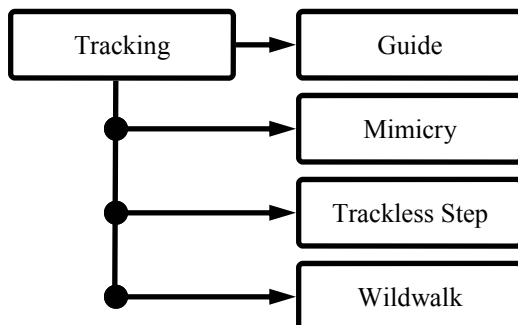 Tracking
Guide
Mimicry
Trackless Step
Wildwalk